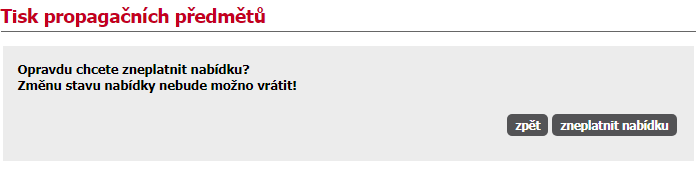 Tisk propagačních předmětů
Opravdu chcete zneplatnit nabídku?
Změnu stavu nabídky nebude možno vrátit!
zpět zneplatnit nabídku